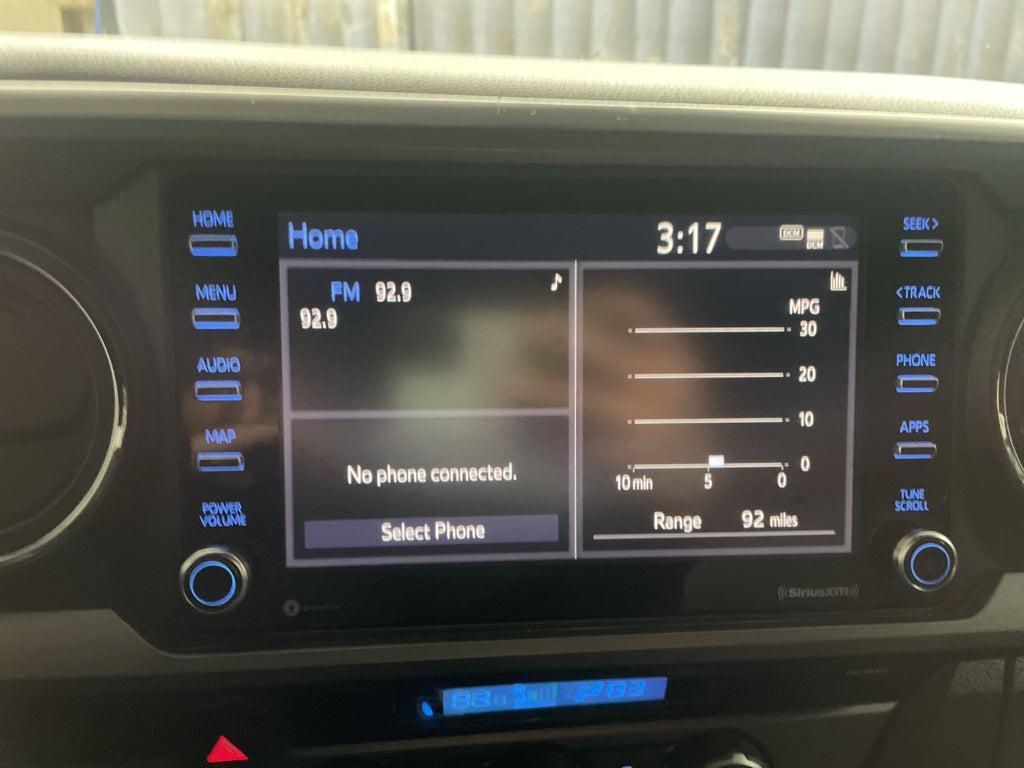 HOME
MENU
AUDIO
MAP
POWER
VOLUME
Home
3:17
DCM
DCM
FM 92.9
92.9
No phone connected.
Select Phone
MPG
30
20
10
0
10 min 5 0
Range 92 miles
SiriusXM
SEEK >
< TRACK
PHONE
APPS
TUNE
SCROLL